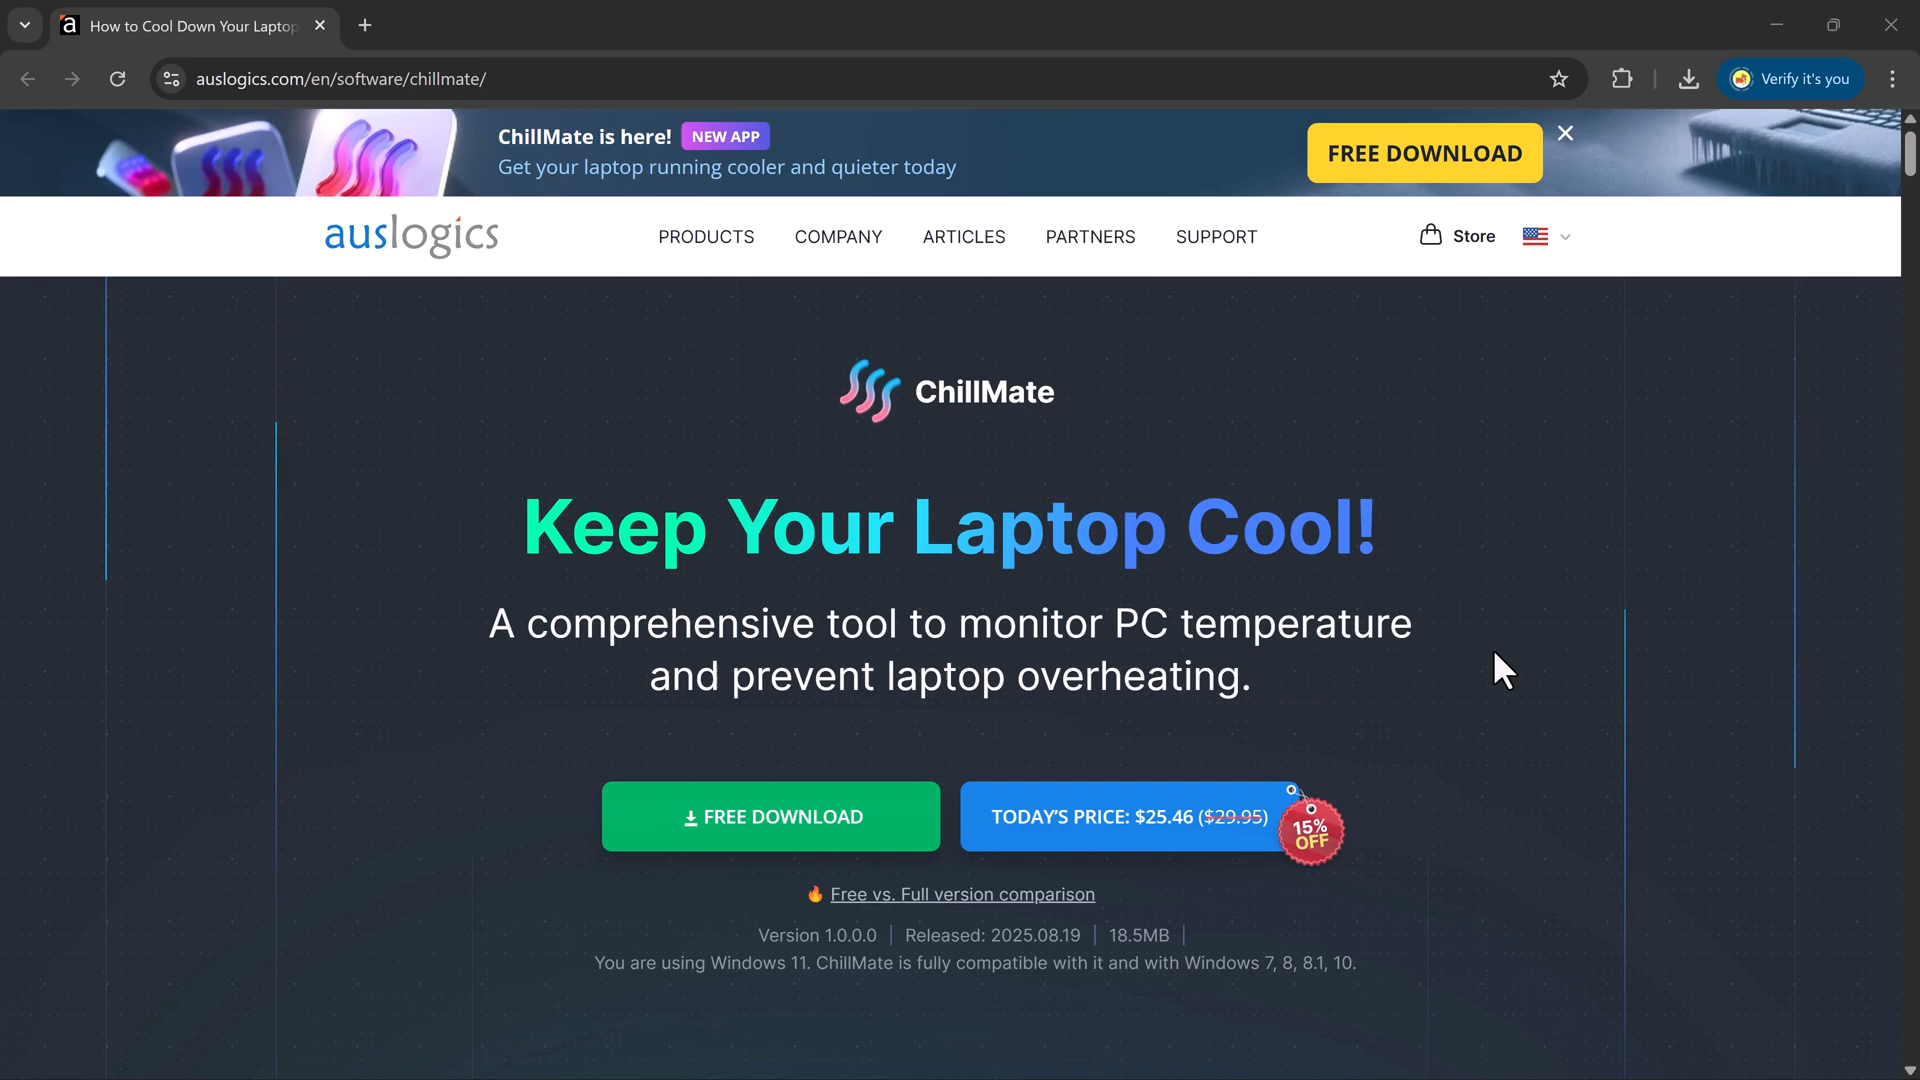 How to Cool Down Your Laptop
auslogics.com/en/software/chillmate/
Verify it's you
ChillMate is here! NEW APP
Get your laptop running cooler and quieter today
FREE DOWNLOAD
auslogics
PRODUCTS COMPANY ARTICLES PARTNERS SUPPORT
Store
ChillMate
Keep Your Laptop Cool!
A comprehensive tool to monitor PC temperature
and prevent laptop overheating.
FREE DOWNLOAD
TODAY'S PRICE: $25.46 ($29.95)
15%
OFF
Free vs. Full version comparison
Version 1.0.0.0 | Released: 2025.08.19 | 18.5MB |
You are using Windows 11. ChillMate is fully compatible with it and with Windows 7, 8, 8.1, 10.